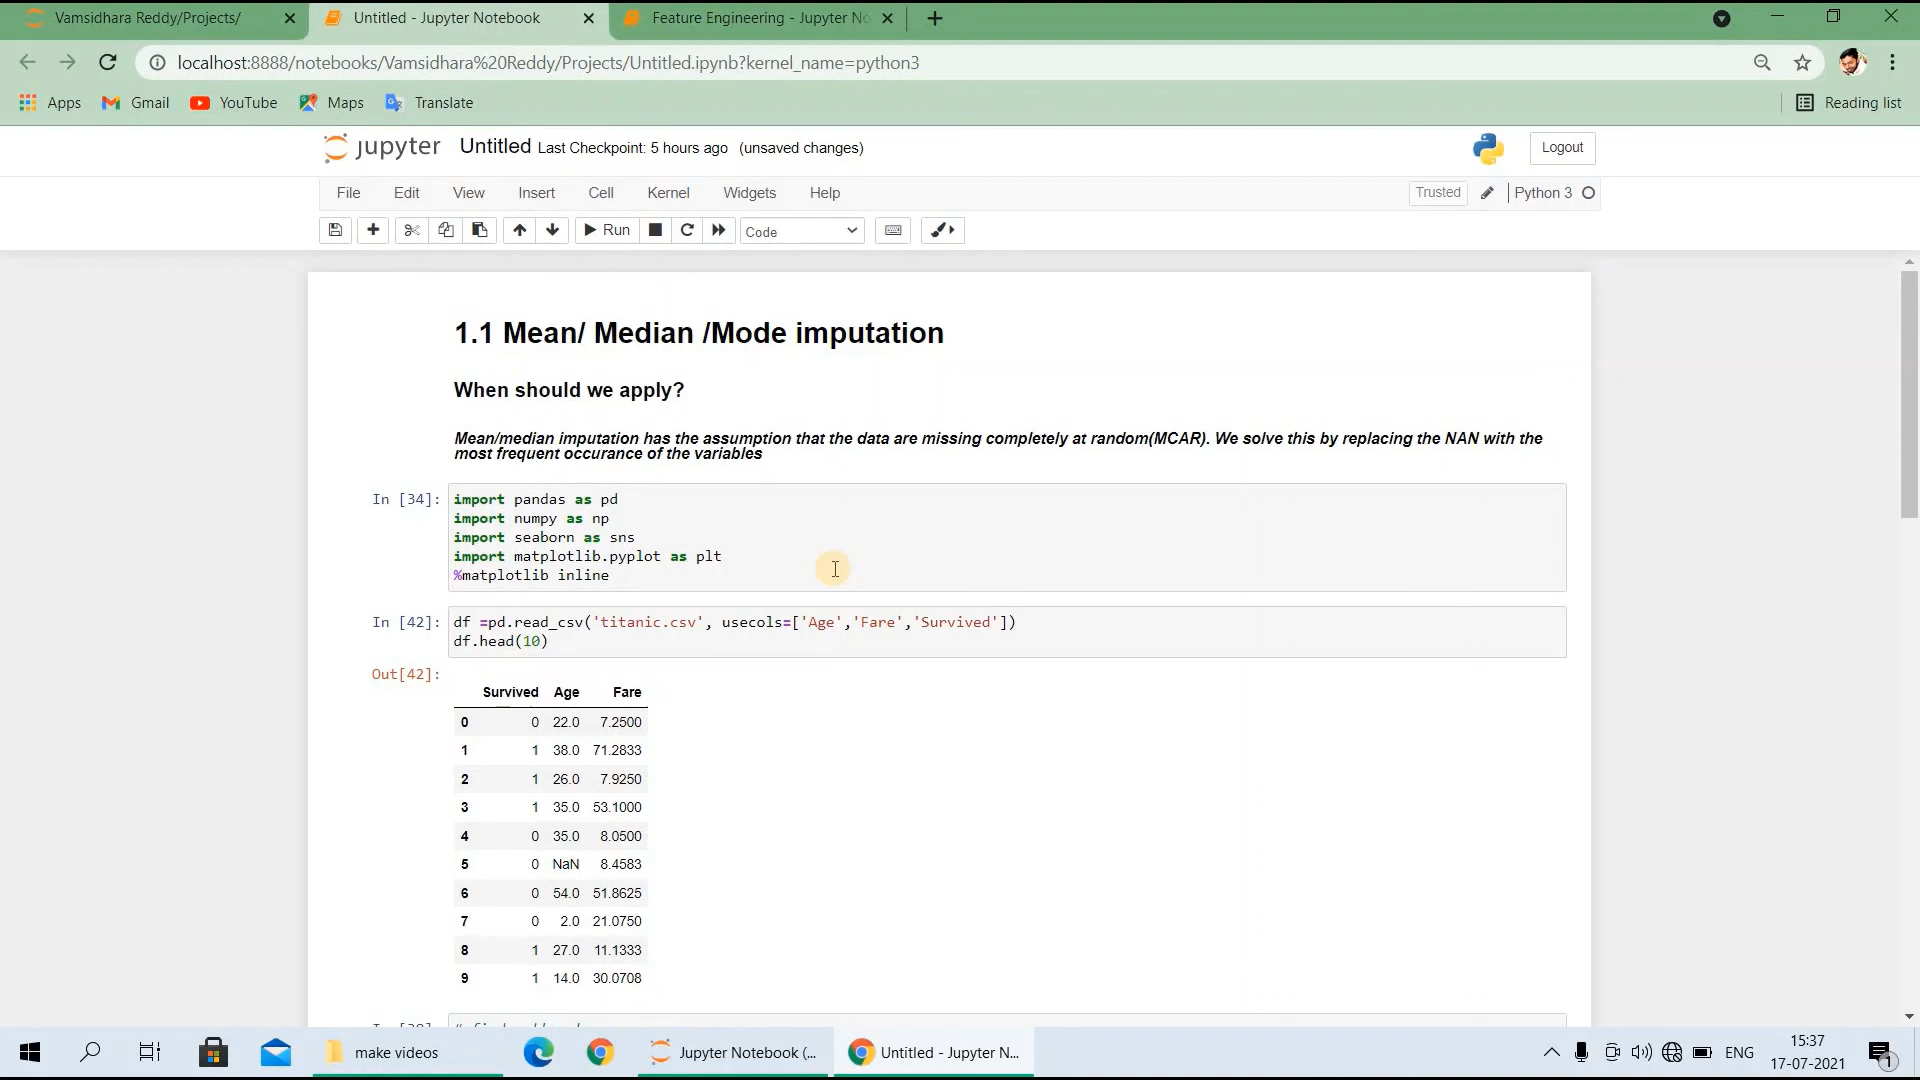 Vamsidhara Reddy/Projects/
Untitled - Jupyter Notebook
Feature Engineering - Jupyter No
localhost:8888/notebooks/Vamsidhara%20Reddy/Projects/Untitled.ipynb?kernel_name=python3
Apps Gmail YouTube Maps Translate Reading list
jupyter Untitled Last Checkpoint: 5 hours ago (unsaved changes) Logout
File Edit View Insert Cell Kernel Widgets Help Trusted Python 3
Run Code
1.1 Mean/ Median /Mode imputation
When should we apply?
Mean/median imputation has the assumption that the data are missing completely at random(MCAR). We solve this by replacing the NAN with the
most frequent occurance of the variables
In [34]: import pandas as pd
import numpy as np
import seaborn as sns
import matplotlib.pyplot as plt
%matplotlib inline
In [42]: df =pd.read_csv('titanic.csv', usecols=['Age','Fare','Survived'])
df.head(10)
Out[42]:
Survived Age Fare
0 0 22.0 7.2500
1 1 38.0 71.2833
2 1 26.0 7.9250
3 1 35.0 53.1000
4 0 35.0 8.0500
5 0 NaN 8.4583
6 0 54.0 51.8625
7 0 2.0 21.0750
8 1 27.0 11.1333
9 1 14.0 30.0708
make videos
Jupyter Notebook (...
Untitled - Jupyter N...
ENG
15:37
17-07-2021
1